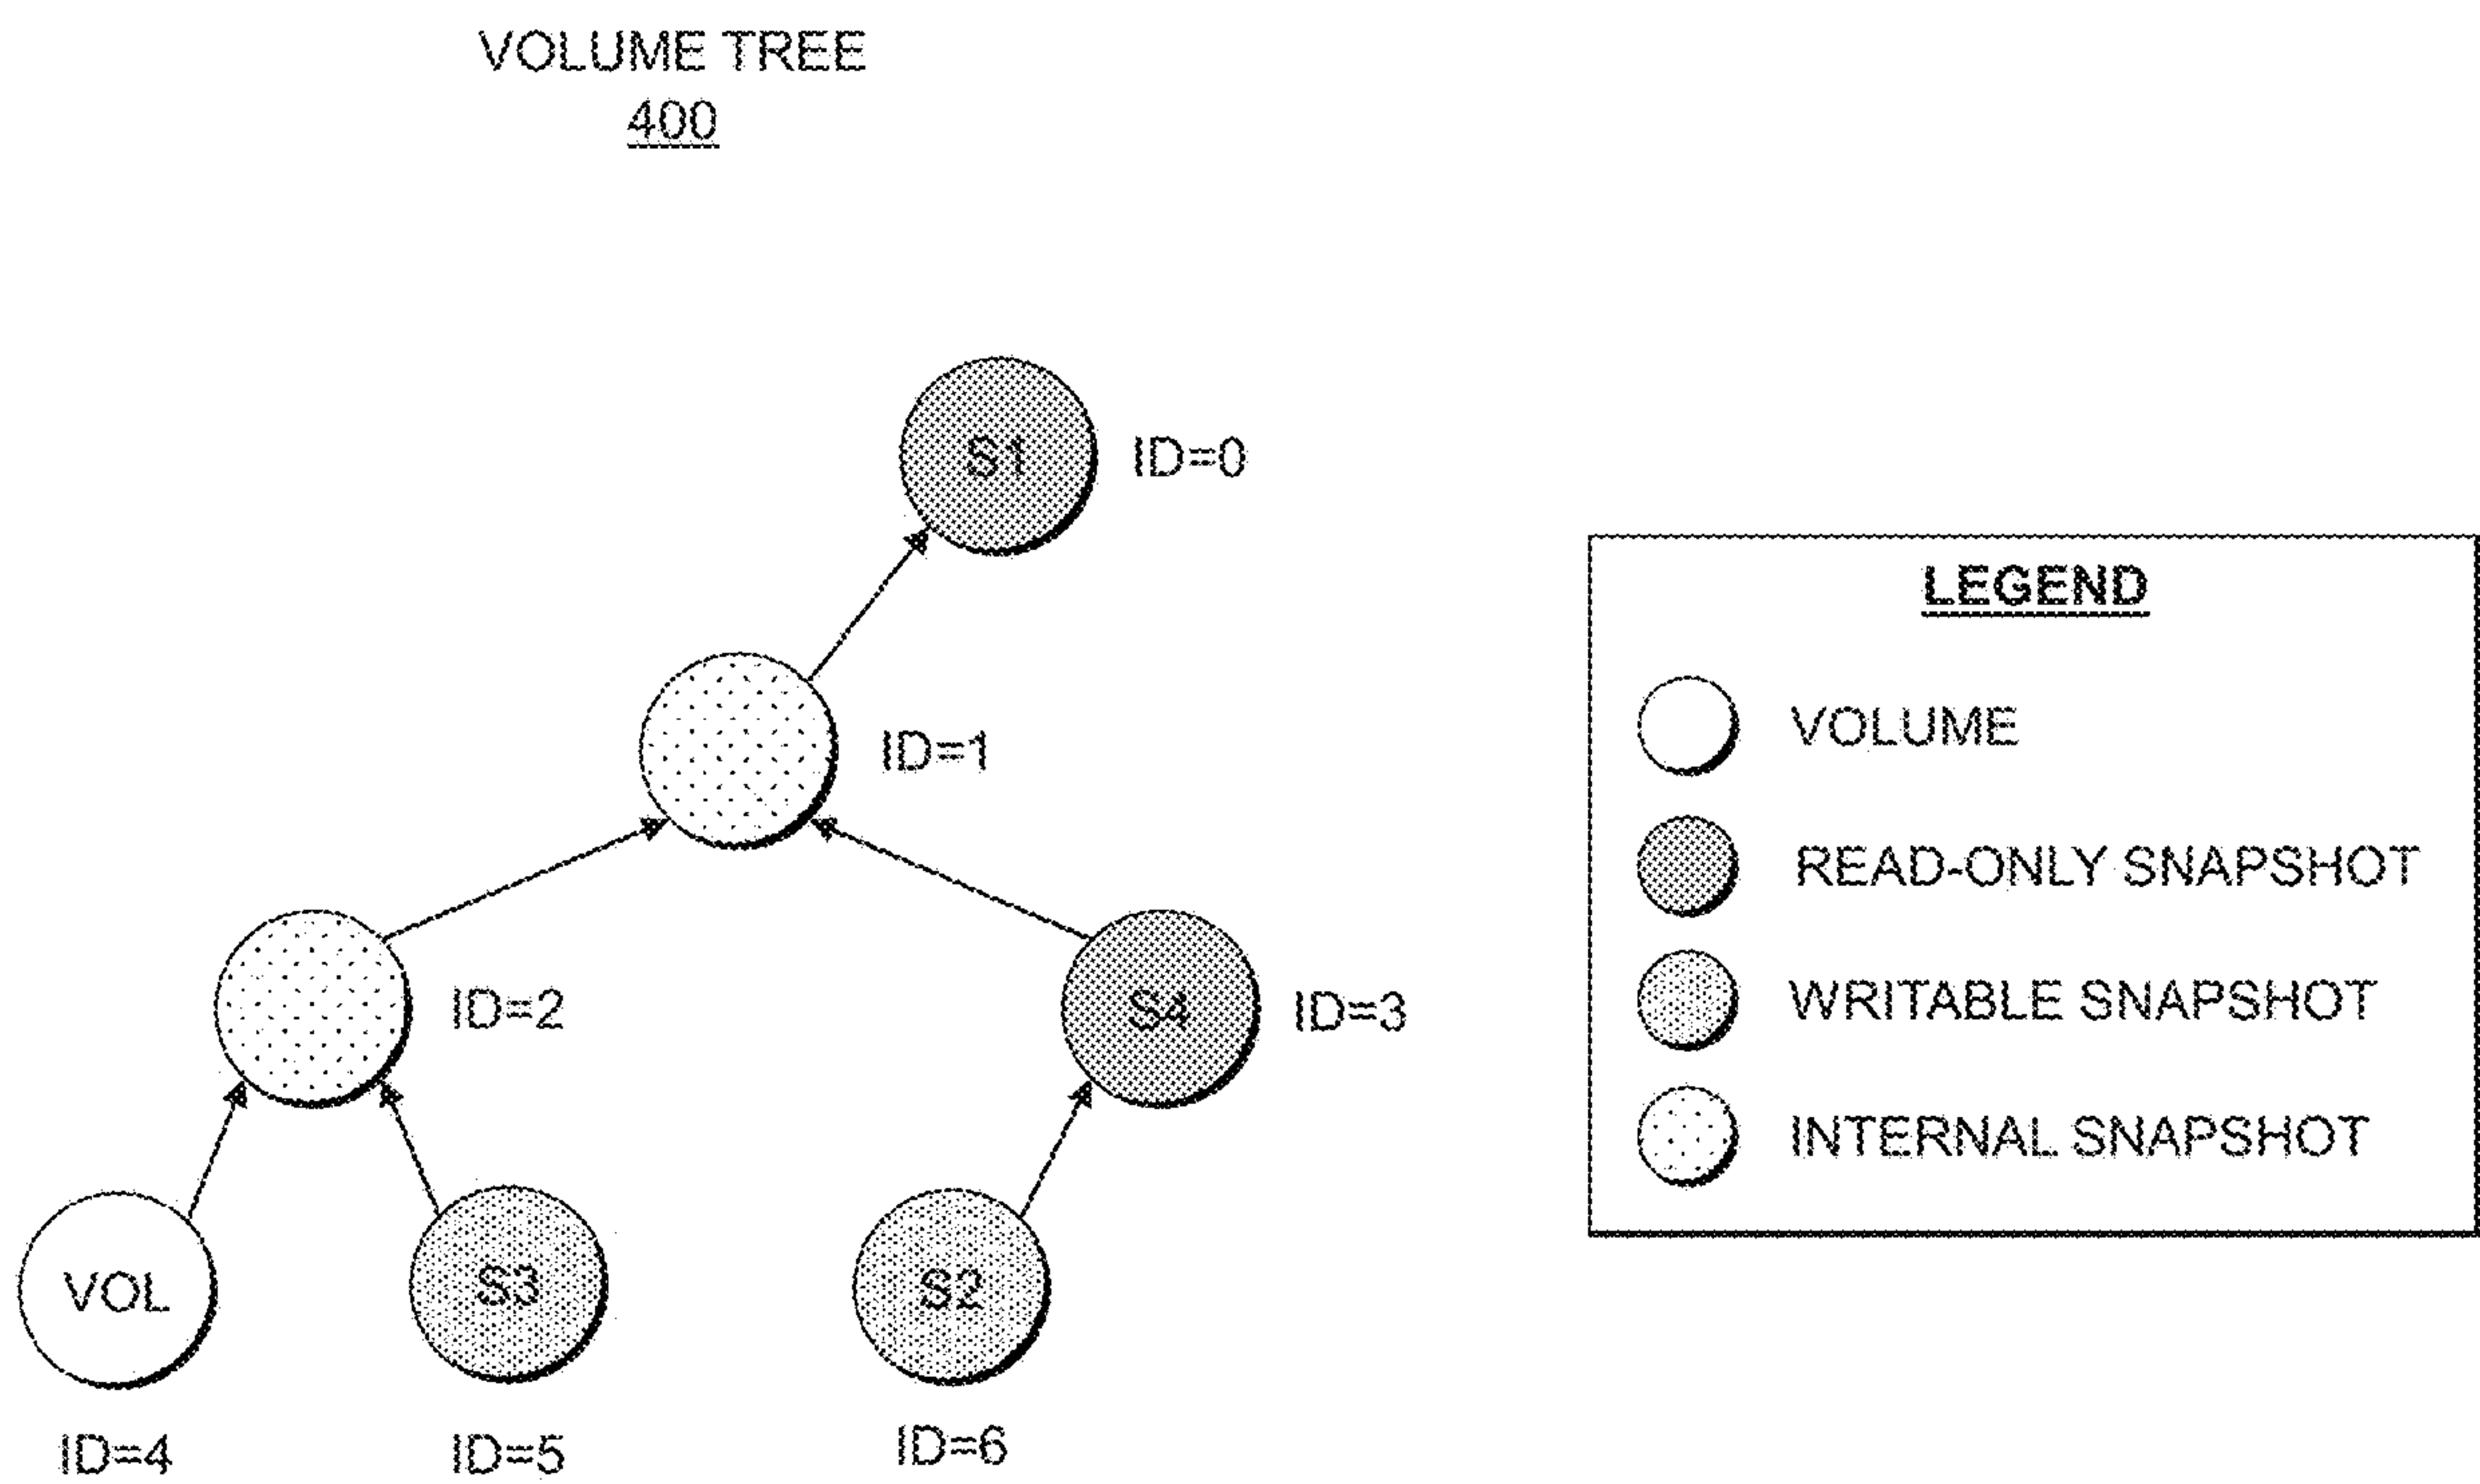 VOLUME TREE
400
S1
ID=0
ID=1
ID=2
S4
ID=3
VOL
S3
S2
ID=4
ID=5
ID=6
LEGEND
VOLUME
READ-ONLY SNAPSHOT
WRITABLE SNAPSHOT
INTERNAL SNAPSHOT